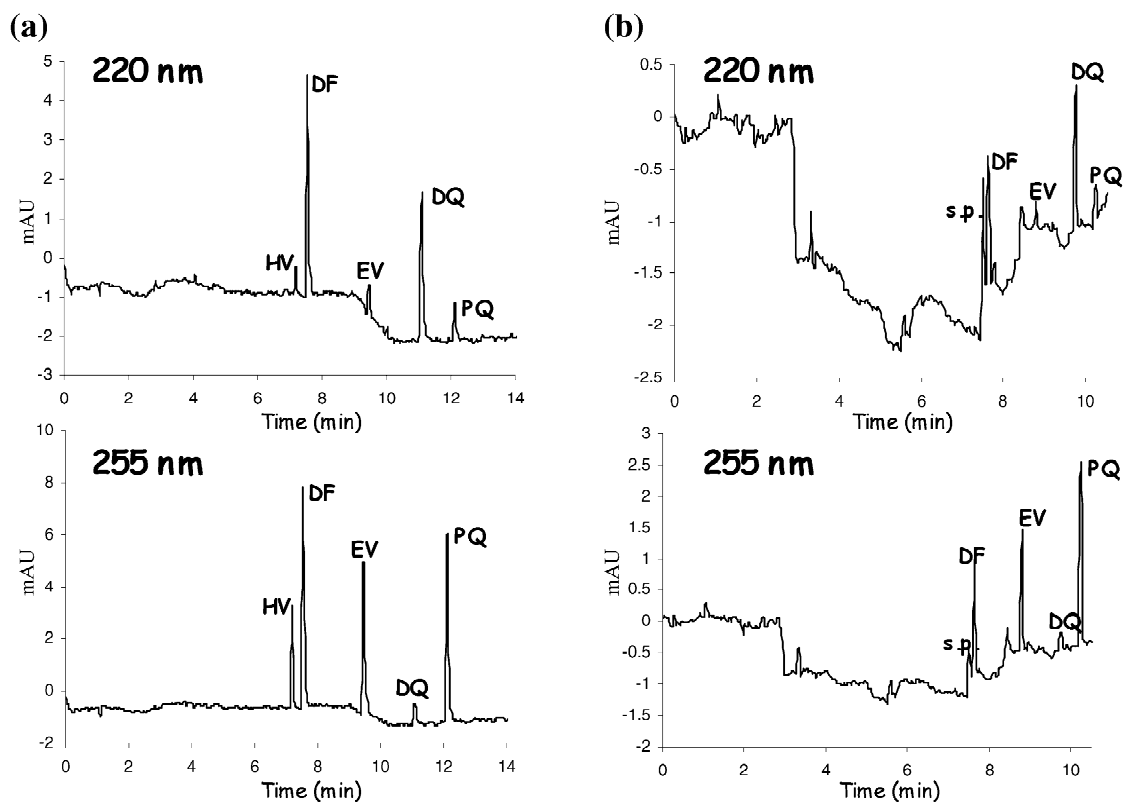 (a)
220 nm
5
4
3
2
1
0
-1
-2
-3
mAU
HV
DF
EV
DQ
PQ
0 2 4 6 8 10 12 14
Time (min)
255 nm
10
8
6
4
2
0
-2
mAU
HV
DF
EV
DQ
PQ
0 2 4 6 8 10 12 14
Time (min)
(b)
220 nm
0.5
0
-0.5
-1
-1.5
-2
-2.5
mAU
s.p.
DF
EV
DQ
PQ
0 2 4 6 8 10
Time (min)
255 nm
3
2.5
2
1.5
1
0.5
0
-0.5
-1
-1.5
-2
mAU
s.p.
DF
EV
DQ
PQ
0 2 4 6 8 10
Time (min)